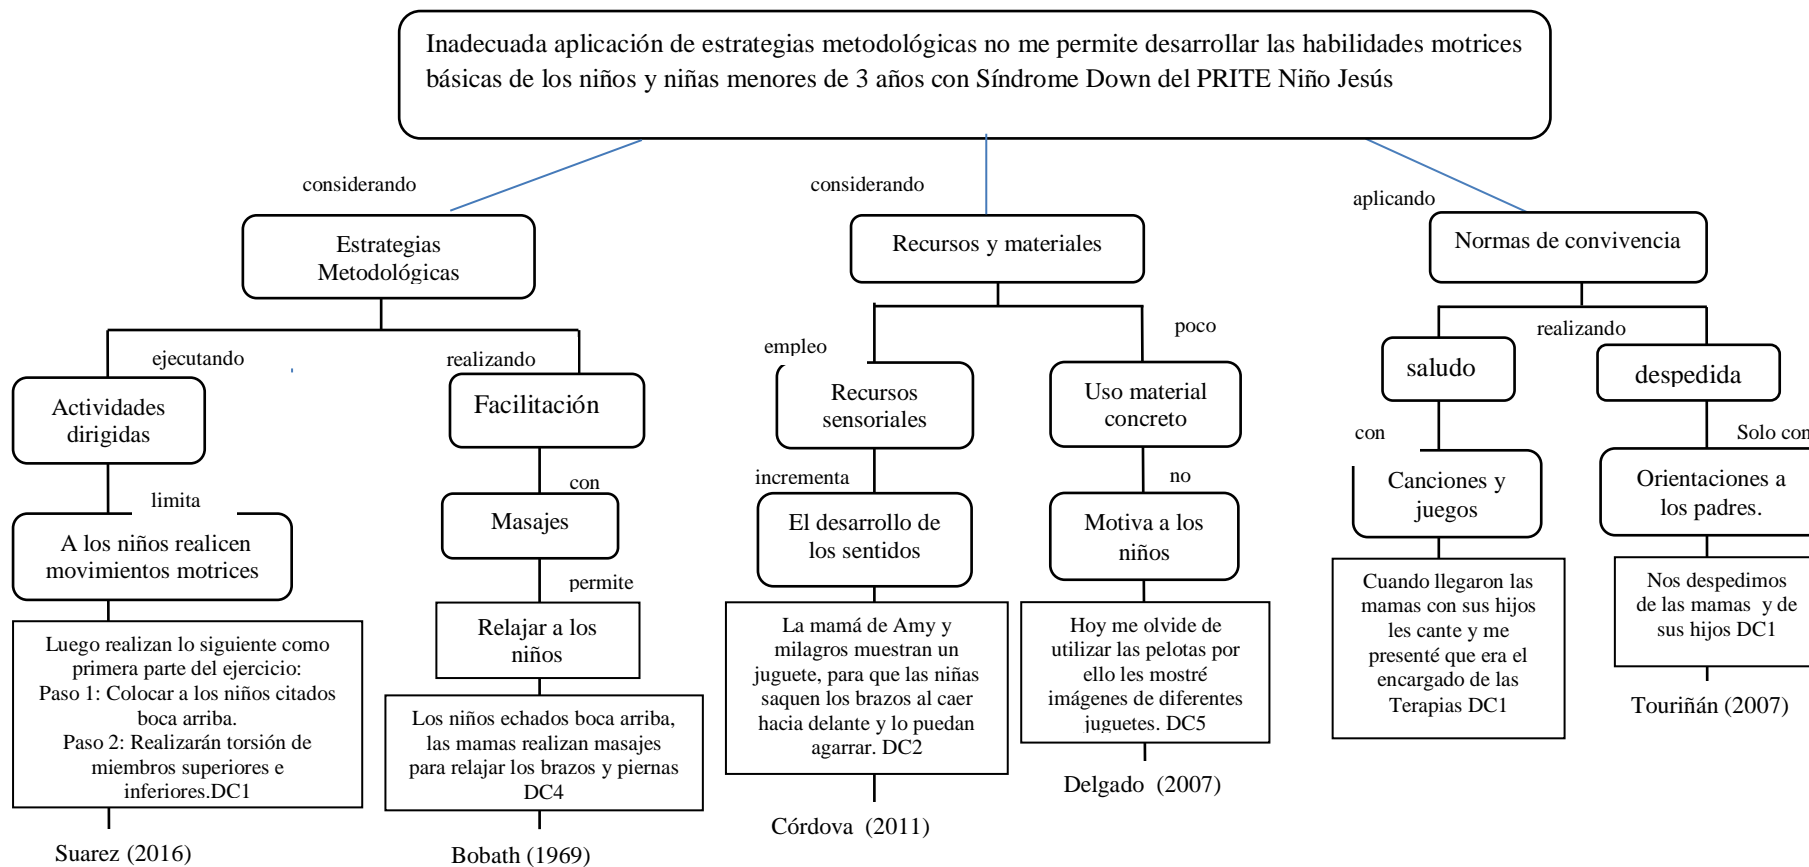 Inadecuada aplicación de estrategias metodológicas no me permite desarrollar las habilidades motrices
básicas de los niños y niñas menores de 3 años con Síndrome Down del PRITE Niño Jesús
considerando
considerando
aplicando
Estrategias
Metodológicas
Recursos y materiales
Normas de convivencia
ejecutando
realizando
empleo
poco
realizando
Actividades
dirigidas
Facilitación
Recursos
sensoriales
Uso material
concreto
saludo
despedida
limita
con
incrementa
no
con
Solo con
A los niños realicen
movimientos motrices
Masajes
El desarrollo de
los sentidos
Motiva a los
niños
Canciones y
juegos
Orientaciones a
los padres.
permite
Relajar a los
niños
Luego realizan lo siguiente como
primera parte del ejercicio:
Paso 1: Colocar a los niños citados
boca arriba.
Paso 2: Realizarán torsión de
miembros superiores e
inferiores.DC1
Los niños echados boca arriba,
las mamas realizan masajes
para relajar los brazos y piernas
DC4
La mamá de Amy y
milagros muestran un
juguete, para que las niñas
saquen los brazos al caer
hacia delante y lo puedan
agarrar. DC2
Hoy me olvide de
utilizar las pelotas por
ello les mostré
imágenes de diferentes
juguetes. DC5
Cuando llegaron las
mamas con sus hijos
les cante y me
presenté que era el
encargado de las
Terapias DC1
Nos despedimos
de las mamas y de
sus hijos DC1
Suarez (2016)
Bobath (1969)
Córdova (2011)
Delgado (2007)
Touriñán (2007)